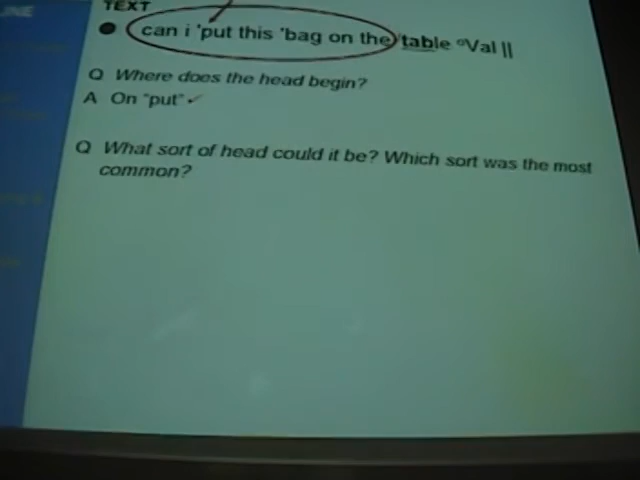 INE
TEXT
can i 'put this 'bag on the 'table °Val ||
Q Where does the head begin?
A On "put" ✓
Q What sort of head could it be? Which sort was the most
common?